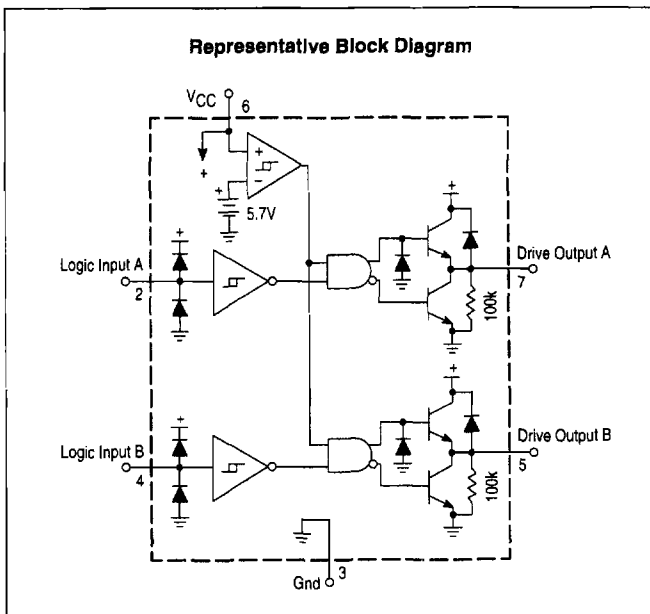 Representative Block Diagram
VCC
6
+
+
−
+
5.7V
+
Logic Input A
2
+
Drive Output A
7
100k
+
Logic Input B
4
+
Drive Output B
5
100k
3
Gnd